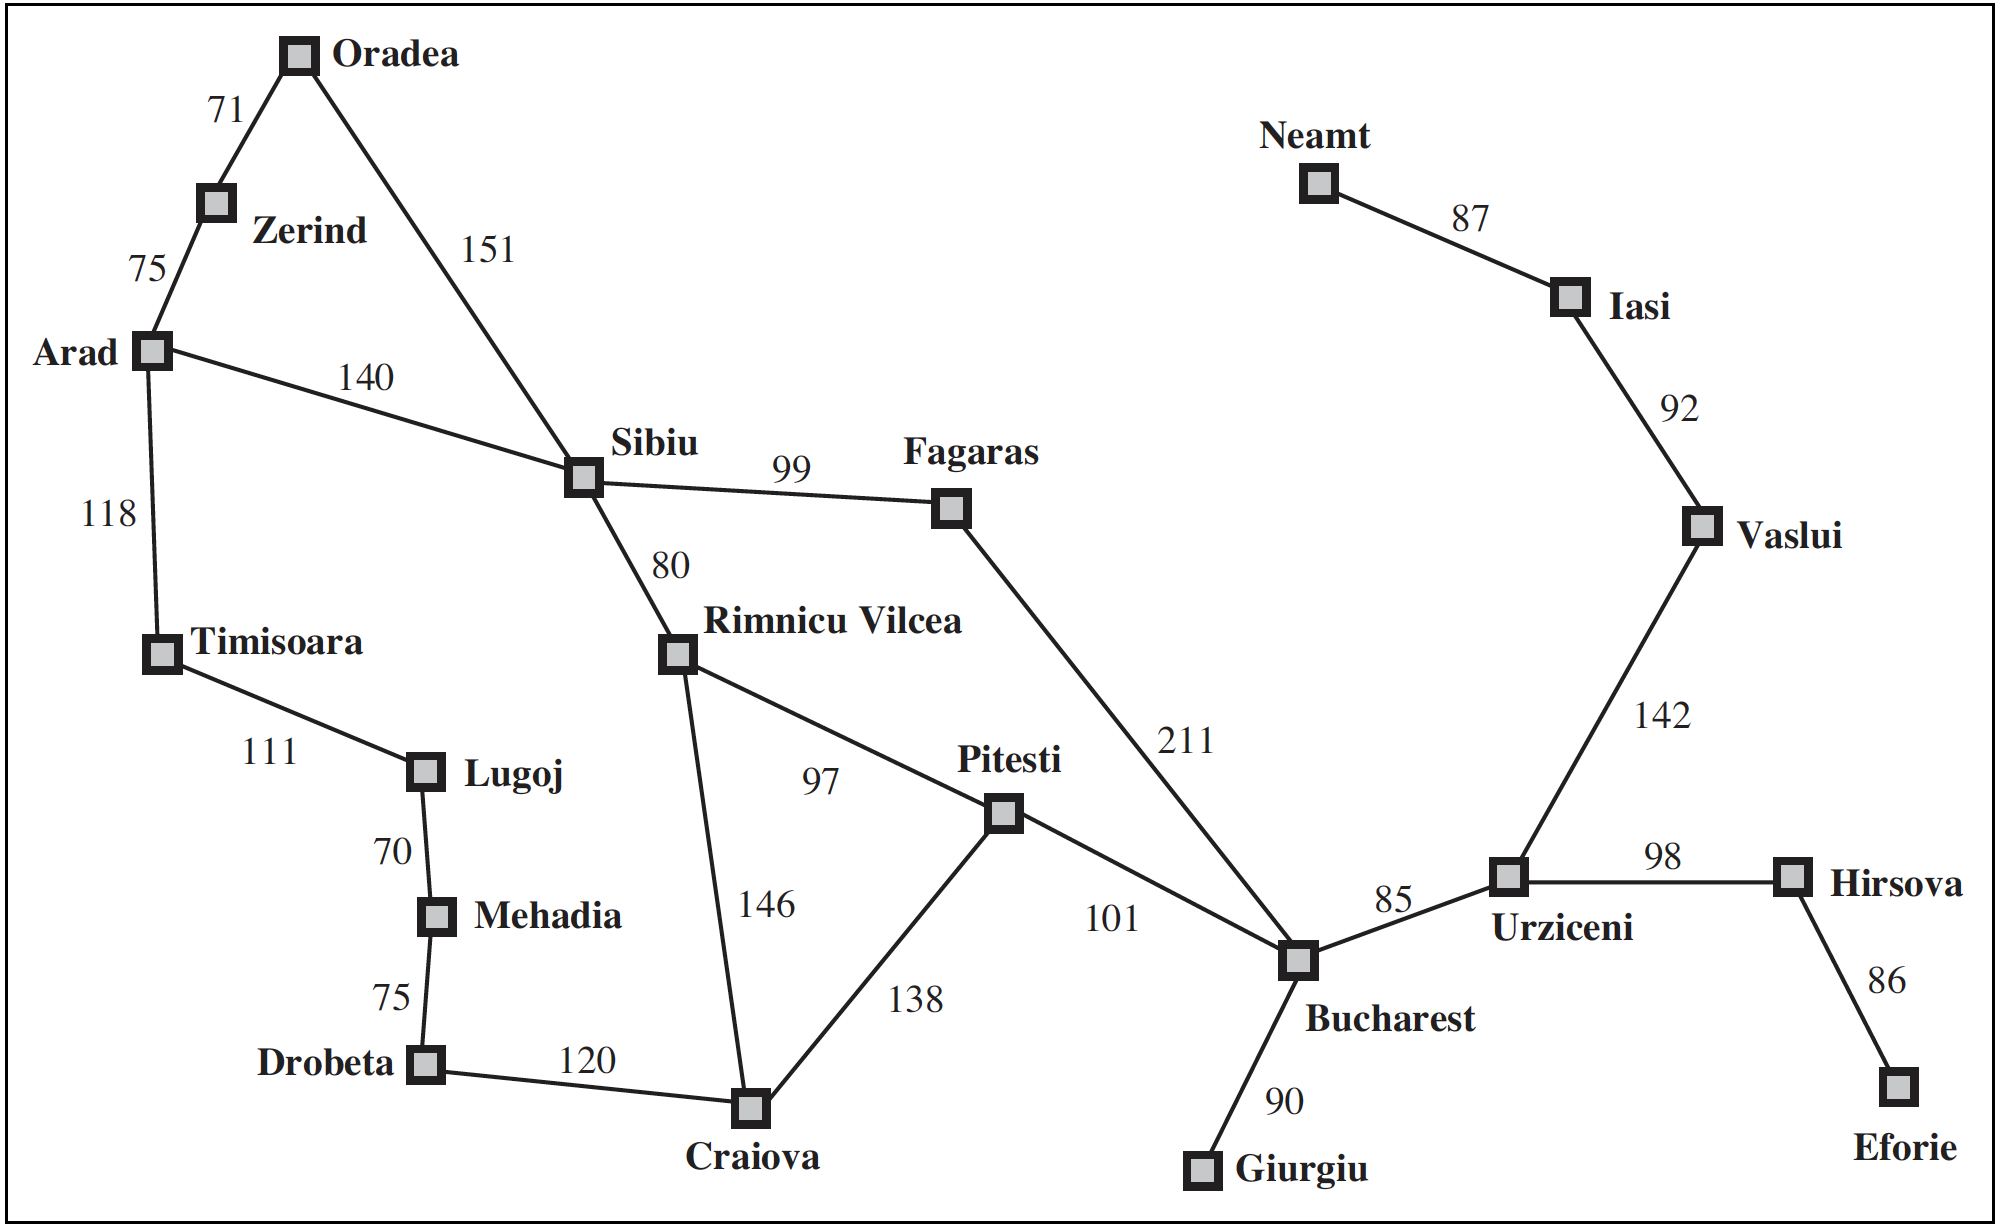 Oradea
71
Neamt
87
Zerind
151
75
Iasi
Arad
140
92
Sibiu
Fagaras
99
118
Vaslui
80
Rimnicu Vilcea
Timisoara
142
211
111
Pitesti
Lugoj
97
70
98
Hirsova
146
85
101
Mehadia
Urziceni
86
75
138
Bucharest
Drobeta
120
90
Eforie
Craiova
Giurgiu